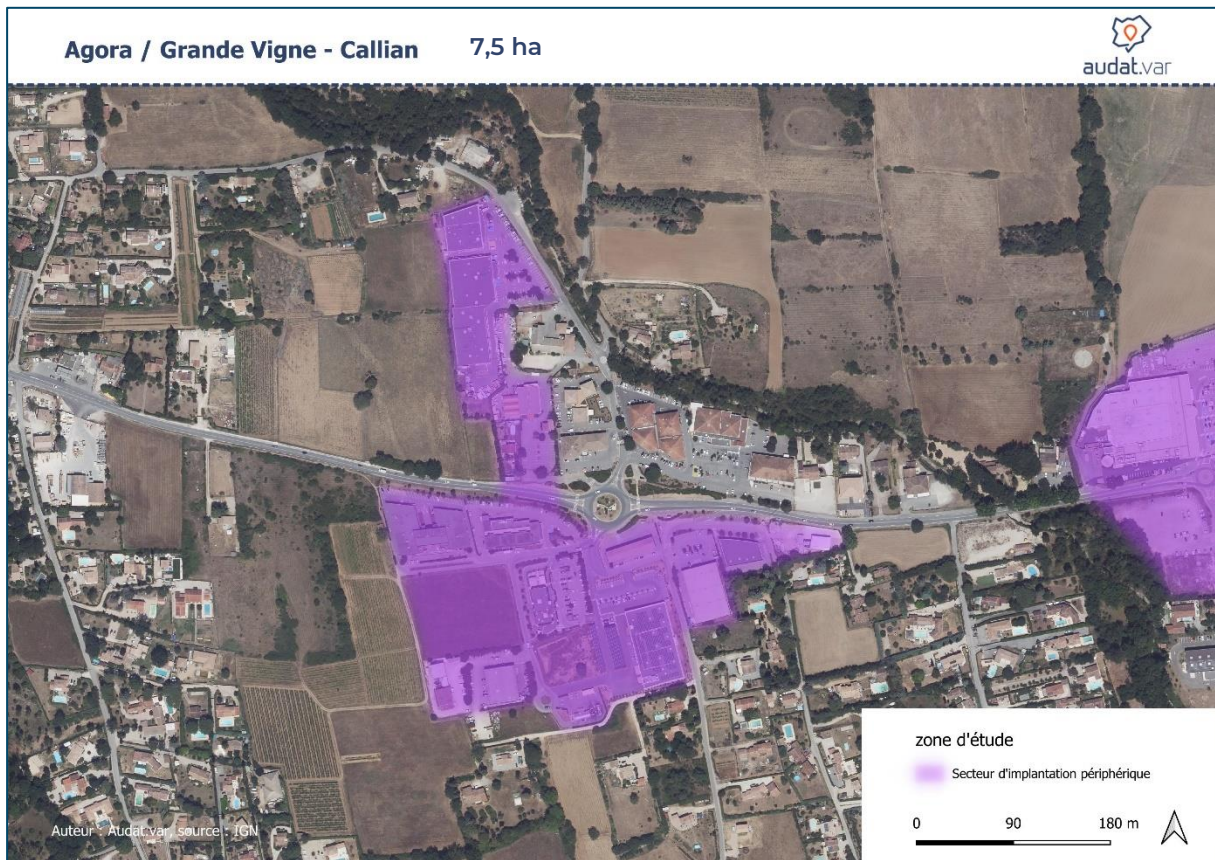 Agora / Grande Vigne - Callian 7,5 ha
audat.var
zone d'étude
Secteur d'implantation périphérique
0 90 180 m
Auteur : Audat.var, source : IGN